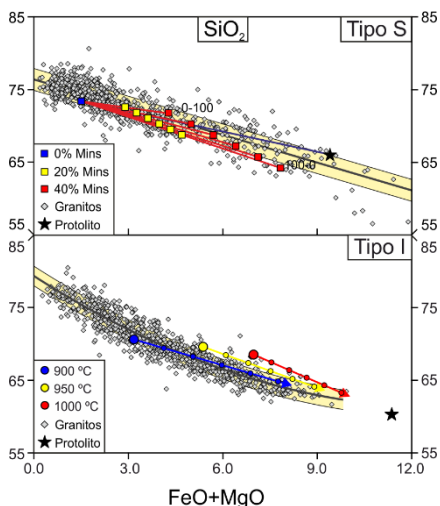 85
SiO₂
Tipo S
75
75
0-100
65
65
100-0
0% Mins
20% Mins
40% Mins
Granitos
Protolito
55
55
85
85
Tipo I
75
75
65
65
900 ºC
950 ºC
1000 ºC
Granitos
Protolito
55
55
0.0
3.0
6.0
9.0
12.0
FeO+MgO